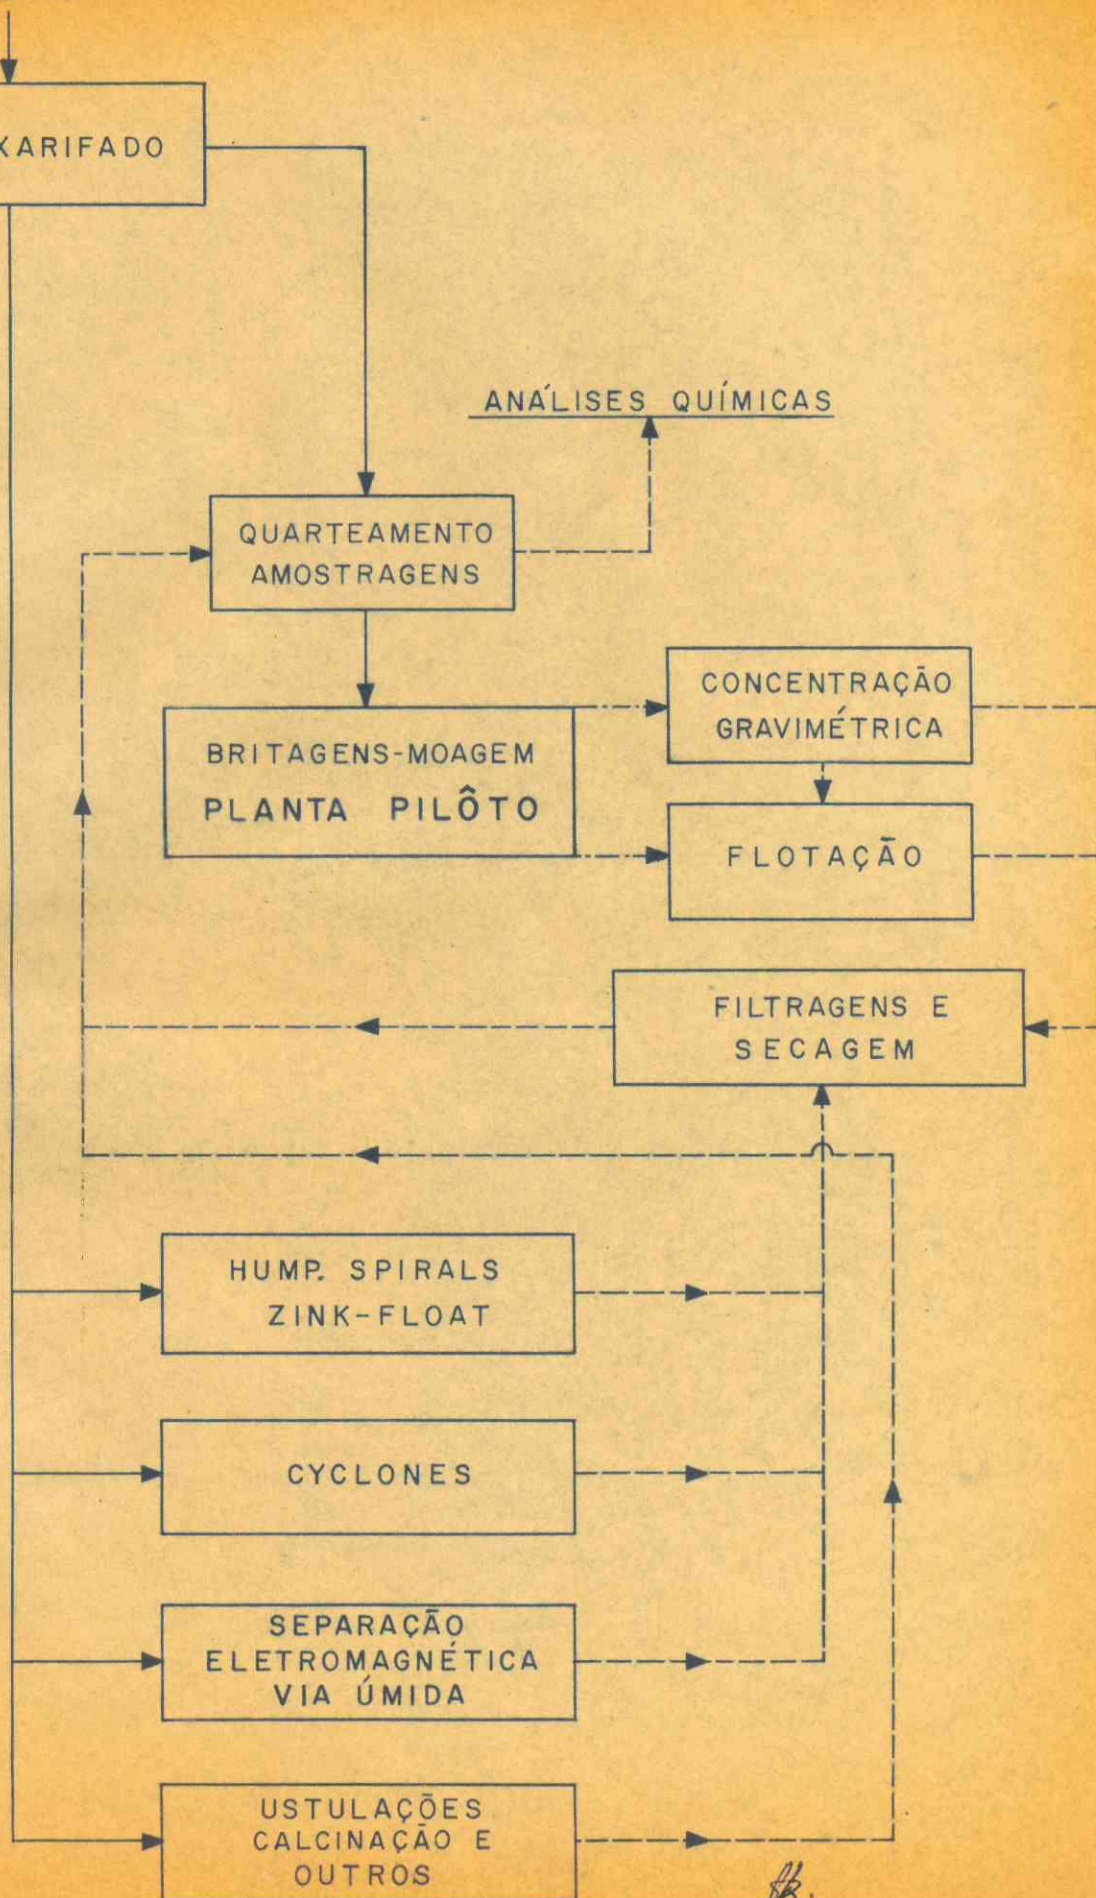 XARIFADO
ANÁLISES QUÍMICAS
QUARTEAMENTO
AMOSTRAGENS
CONCENTRAÇÃO
GRAVIMÉTRICA
BRITAGENS-MOAGEM
PLANTA PILÔTO
FLOTAÇÃO
FILTRAGENS E
SECAGEM
HUMP. SPIRALS
ZINK-FLOAT
CYCLONES
SEPARAÇÃO
ELETROMAGNÉTICA
VIA ÚMIDA
USTULAÇÕES
CALCINAÇÃO E
OUTROS